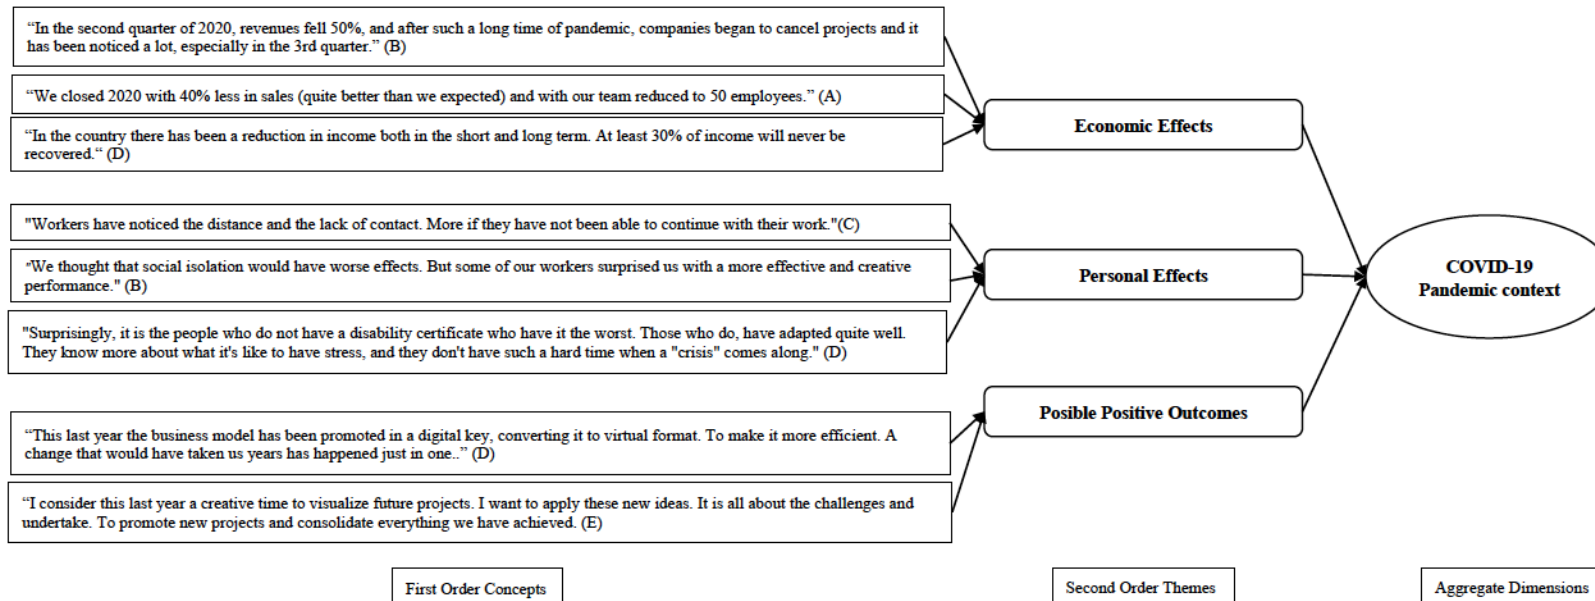 “In the second quarter of 2020, revenues fell 50%, and after such a long time of pandemic, companies began to cancel projects and it
has been noticed a lot, especially in the 3rd quarter.” (B)
“We closed 2020 with 40% less in sales (quite better than we expected) and with our team reduced to 50 employees.” (A)
“In the country there has been a reduction in income both in the short and long term. At least 30% of income will never be
recovered.“ (D)
Economic Effects
"Workers have noticed the distance and the lack of contact. More if they have not been able to continue with their work."(C)
"We thought that social isolation would have worse effects. But some of our workers surprised us with a more effective and creative
performance." (B)
"Surprisingly, it is the people who do not have a disability certificate who have it the worst. Those who do, have adapted quite well.
They know more about what it's like to have stress, and they don't have such a hard time when a "crisis" comes along." (D)
Personal Effects
COVID-19
Pandemic context
“This last year the business model has been promoted in a digital key, converting it to virtual format. To make it more efficient. A
change that would have taken us years has happened just in one..” (D)
“I consider this last year a creative time to visualize future projects. I want to apply these new ideas. It is all about the challenges and
undertake. To promote new projects and consolidate everything we have achieved. (E)
Posible Positive Outcomes
First Order Concepts
Second Order Themes
Aggregate Dimensions